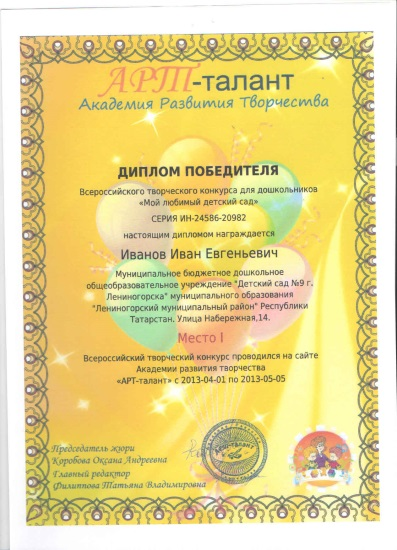 АРТ-талант
Академия Развития Творчества
ДИПЛОМ ПОБЕДИТЕЛЯ
Всероссийского творческого конкурса для дошкольников
«Мой любимый детский сад»
СЕРИЯ ИН-24586-20982
настоящим дипломом награждается
Иванов Иван Евгеньевич
Муниципальное бюджетное дошкольное
общеобразовательное учреждение "Детский сад №9 г.
Лениногорска" муниципального образования
"Лениногорский муниципальный район" Республики
Татарстан. Улица Набережная,14.
Место I
Всероссийский творческий конкурс проводился на сайте
Академии развития творчества
«АРТ-талант» с 2013-04-01 по 2013-05-05
Председатель жюри
Коробова Оксана Андреевна
Главный редактор
Филиппова Татьяна Владимировна
АРТ-ТАЛАНТ